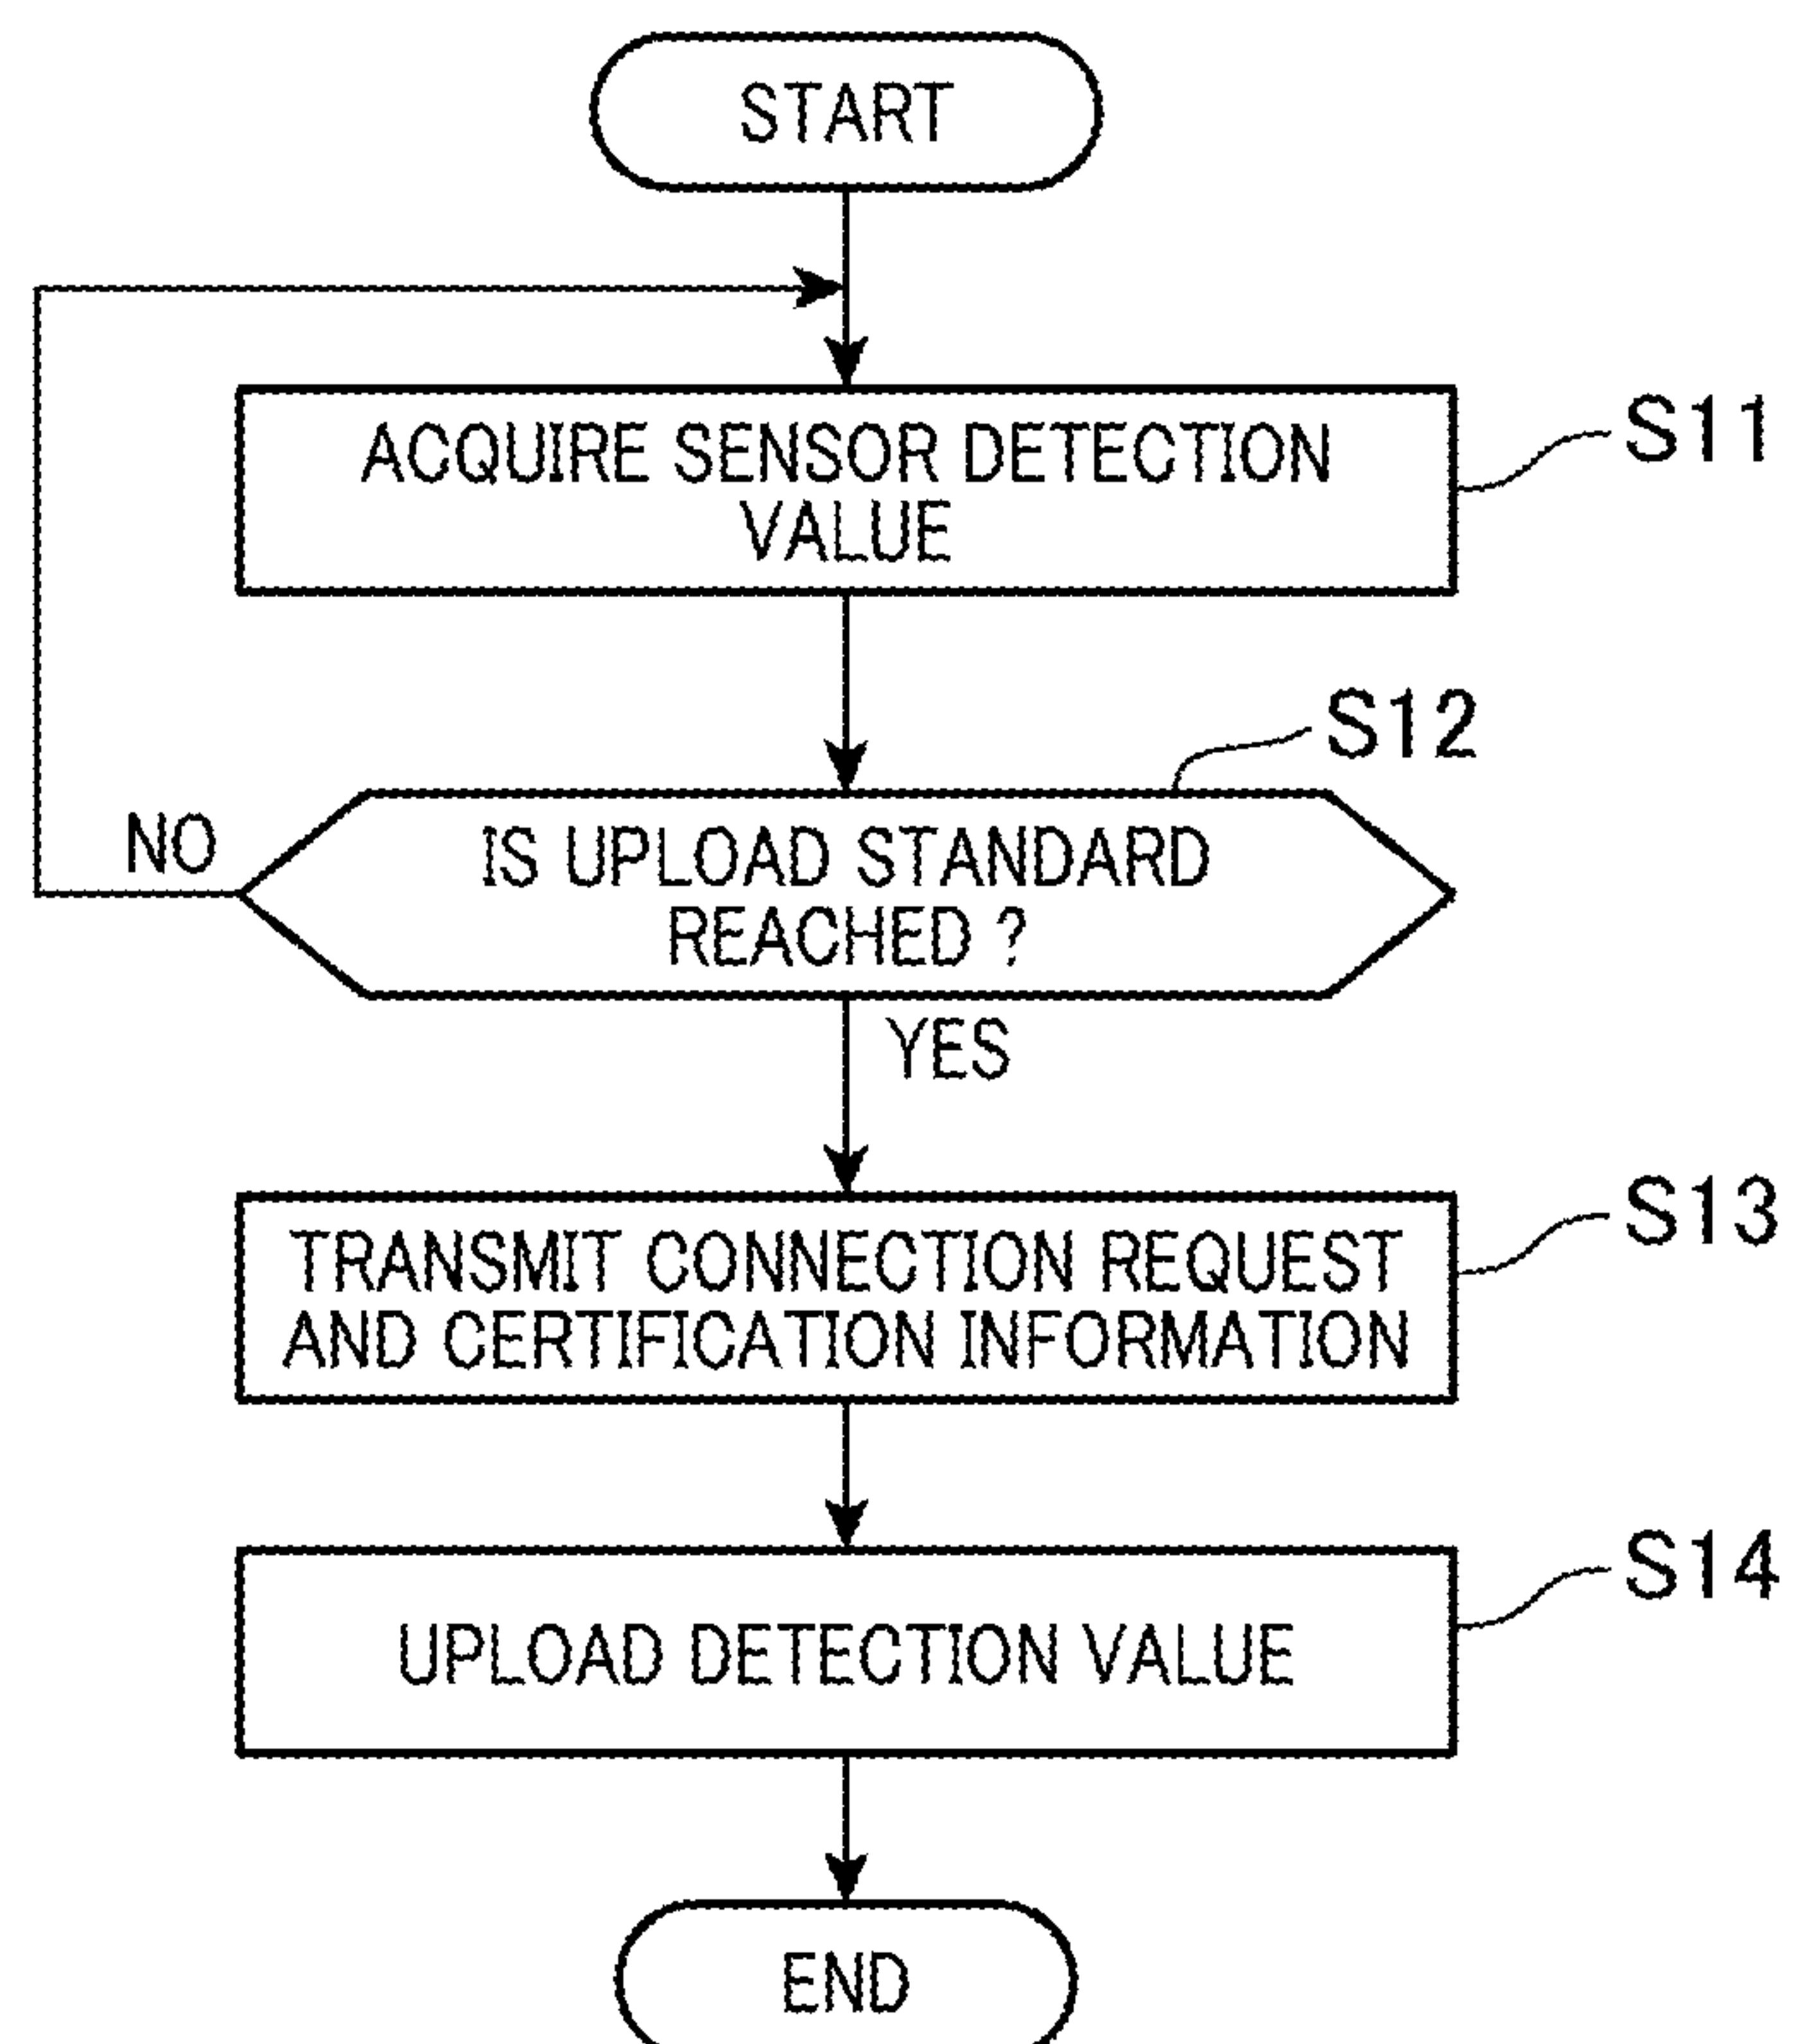 START
ACQUIRE SENSOR DETECTION
VALUE
S11
S12
IS UPLOAD STANDARD
REACHED ?
NO
YES
TRANSMIT CONNECTION REQUEST
AND CERTIFICATION INFORMATION
S13
UPLOAD DETECTION VALUE
S14
END